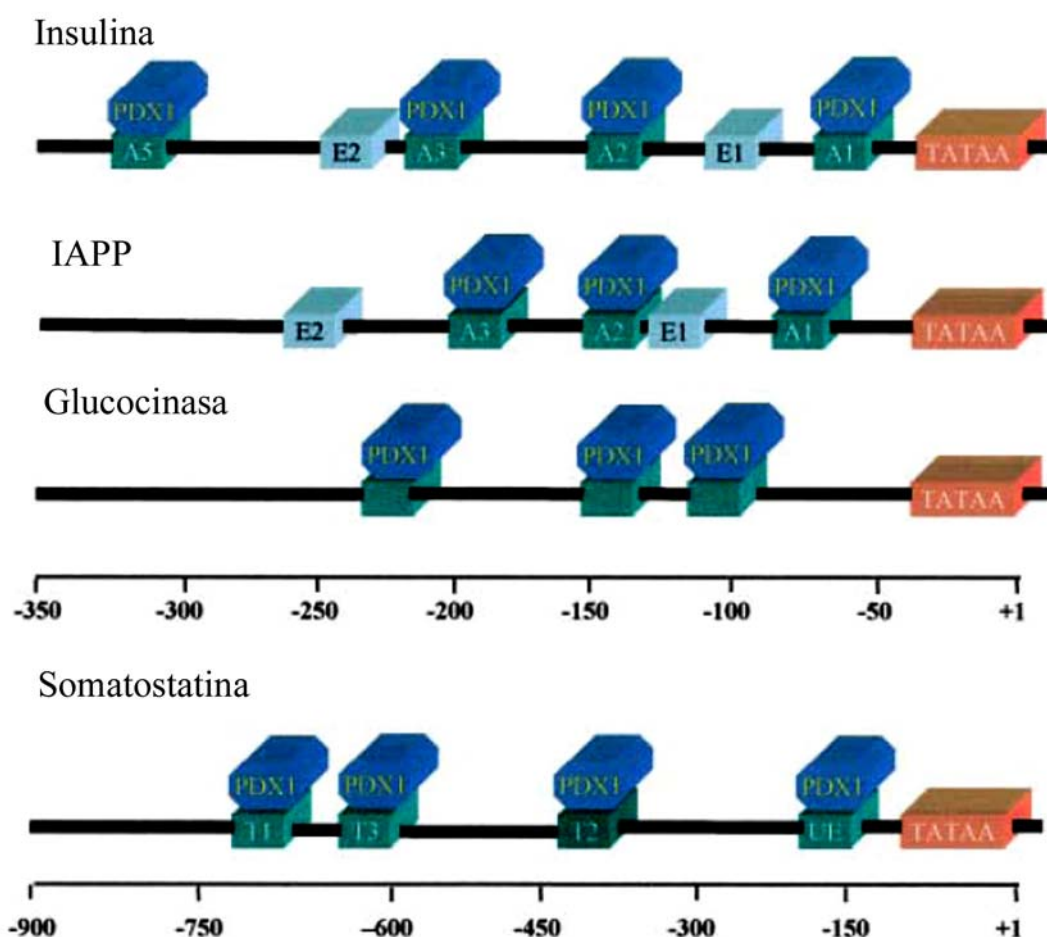 Insulina
PDX1 PDX1 PDX1 PDX1
A5 E2 A3 A2 E1 A1 TATAA
IAPP
PDX1 PDX1 PDX1
E2 A3 A2 E1 A1 TATAA
Glucocinasa
PDX1 PDX1 PDX1
TATAA
-350 -300 -250 -200 -150 -100 -50 +1
Somatostatina
PDX1 PDX1 PDX1 PDX1
T1 T3 T2 UE TATAA
-900 -750 -600 -450 -300 -150 +1